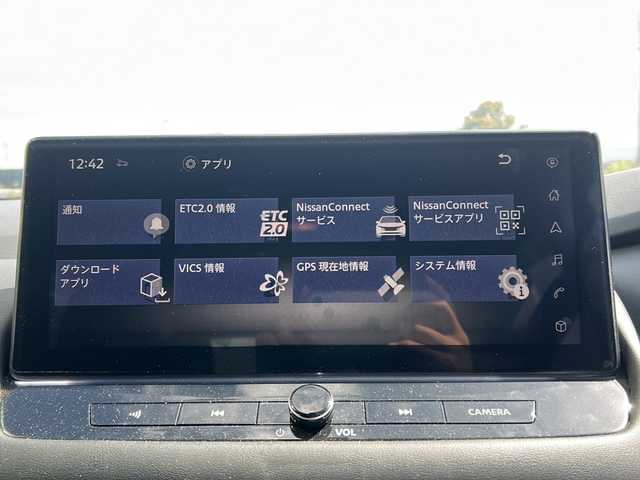 12:42
アプリ
通知
ETC2.0 情報
ETC
2.0
NissanConnect
サービス
NissanConnect
サービスアプリ
ダウンロード
アプリ
VICS 情報
GPS 現在地情報
システム情報
CAMERA
VOL